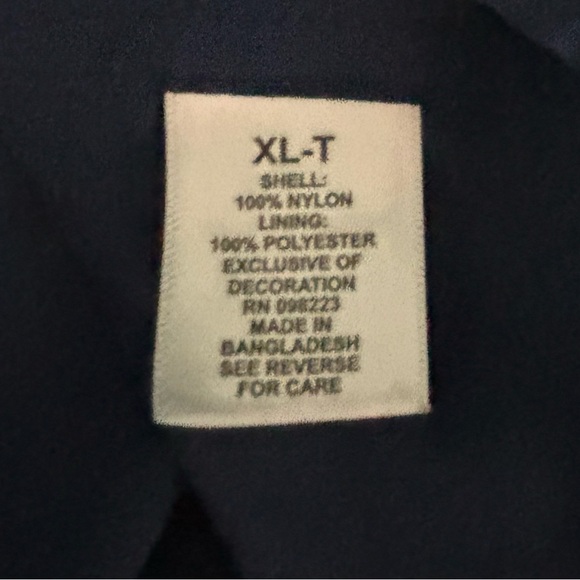 XL-T
SHELL:
100% NYLON
LINING:
100% POLYESTER
EXCLUSIVE OF
DECORATION
RN 098223
MADE IN
BANGLADESH
SEE REVERSE
FOR CARE